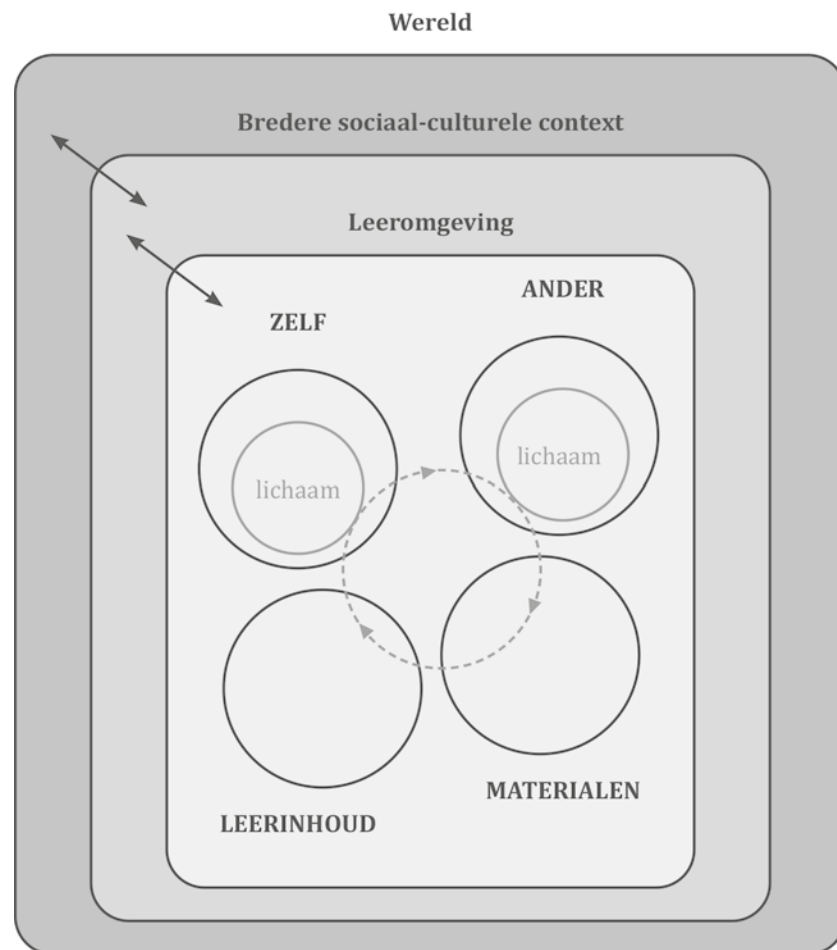 Wereld
Bredere sociaal-culturele context
Leeromgeving
ANDER
ZELF
lichaam
lichaam
MATERIALEN
LEERINHOUD